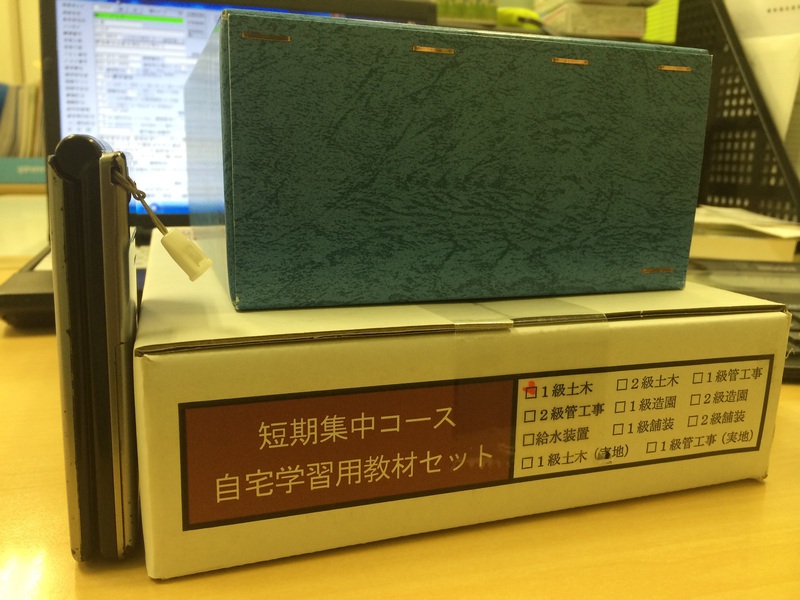 短期集中コース
自宅学習用教材セット
□1級土木 □2級土木 □1級管工事
□2級管工事 □1級造園 □2級造園
□給水装置 □1級舗装 □2級舗装
□1級土木(実地) □1級管工事(実地)